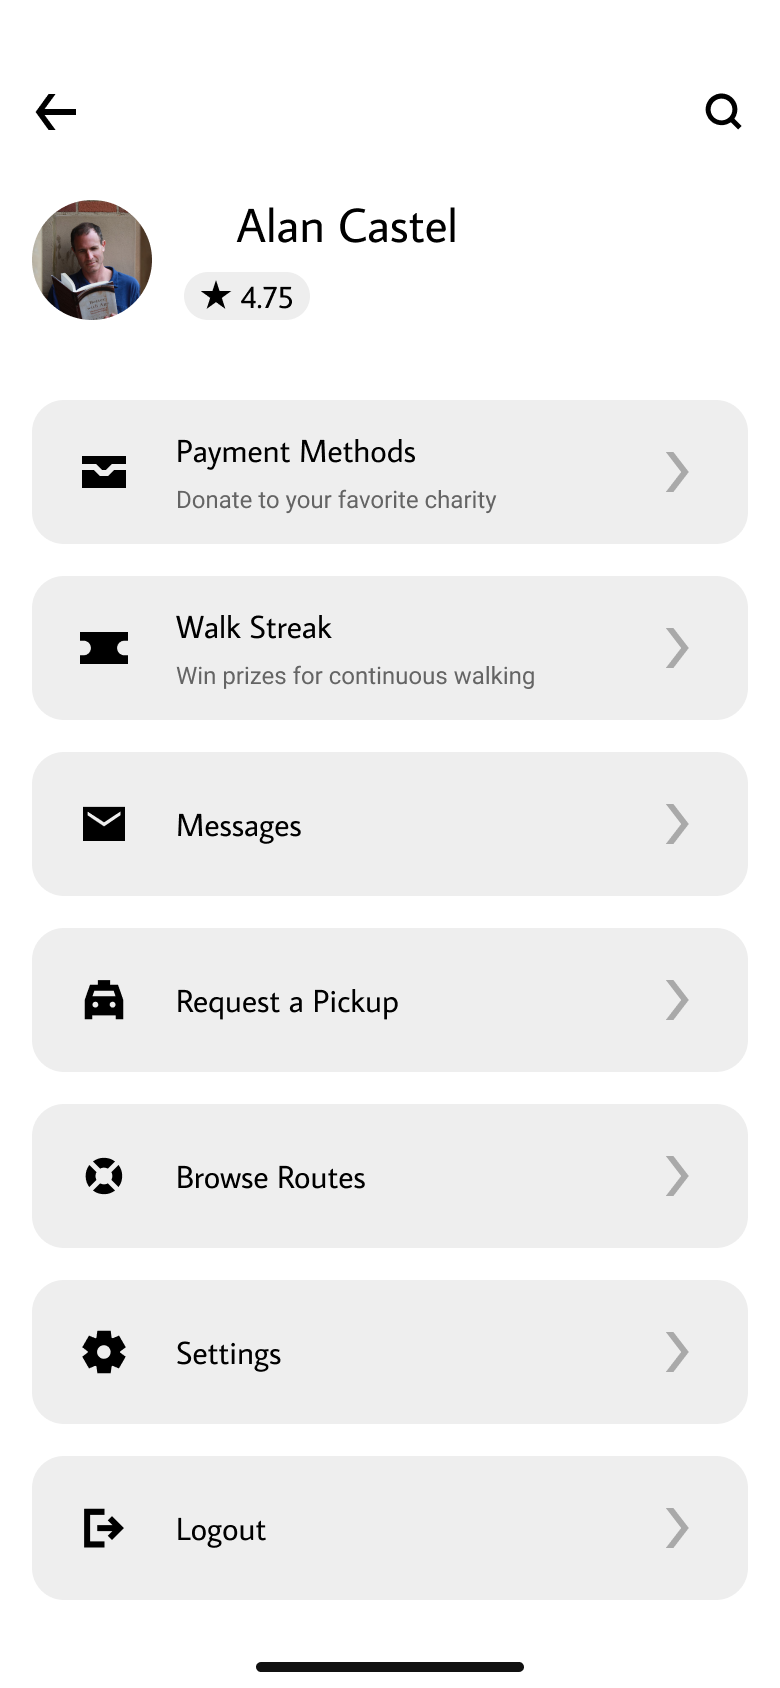 Alan Castel
4.75
Payment Methods
Donate to your favorite charity
Walk Streak
Win prizes for continuous walking
Messages
Request a Pickup
Browse Routes
Settings
Logout